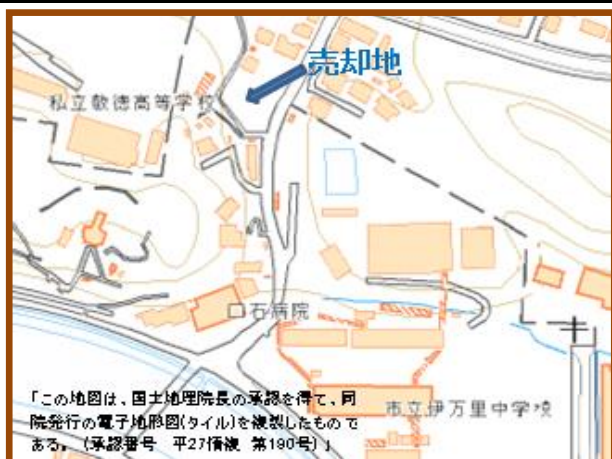 売却地
私立敬徳高等学校
口石病院
市立伊万里中学校
「この地図は、国土地理院長の承認を得て、同
院発行の電子地形図(タイル)を複製したもので
ある。(承認番号 平27情複 第190号)」